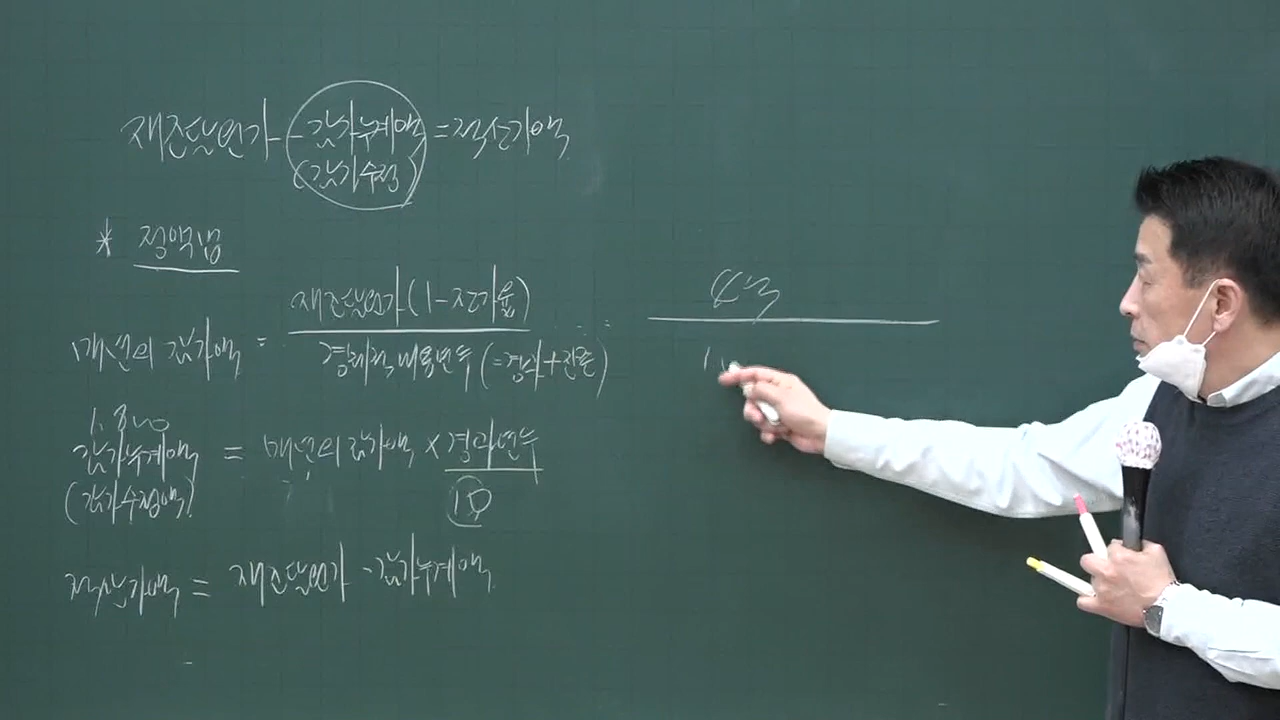 재조달원가 - 감가누계액 = 적산가액
(감가수정)
* 정액법
매년의 감가액 = 재조달원가 (1-잔가율)
경제적 내용년수 (=경과+잔존)
감가누계액 = 매년의 감가액 × 경과년수
(감가수정액) 10
적산가액 = 재조달원가 - 감가누계액